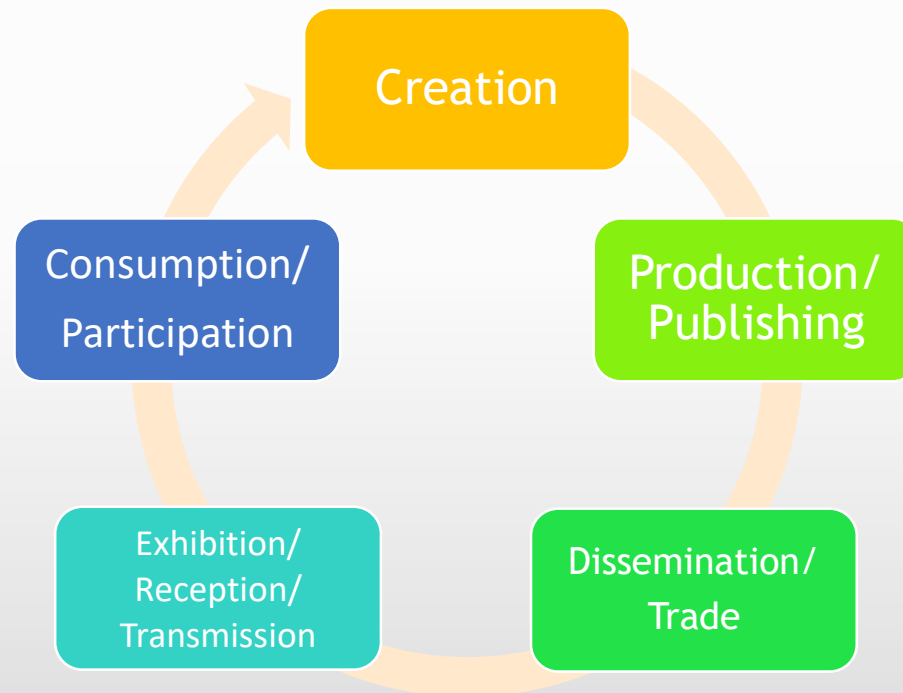 Creation
Production/
Publishing
Dissemination/
Trade
Exhibition/
Reception/
Transmission
Consumption/
Participation